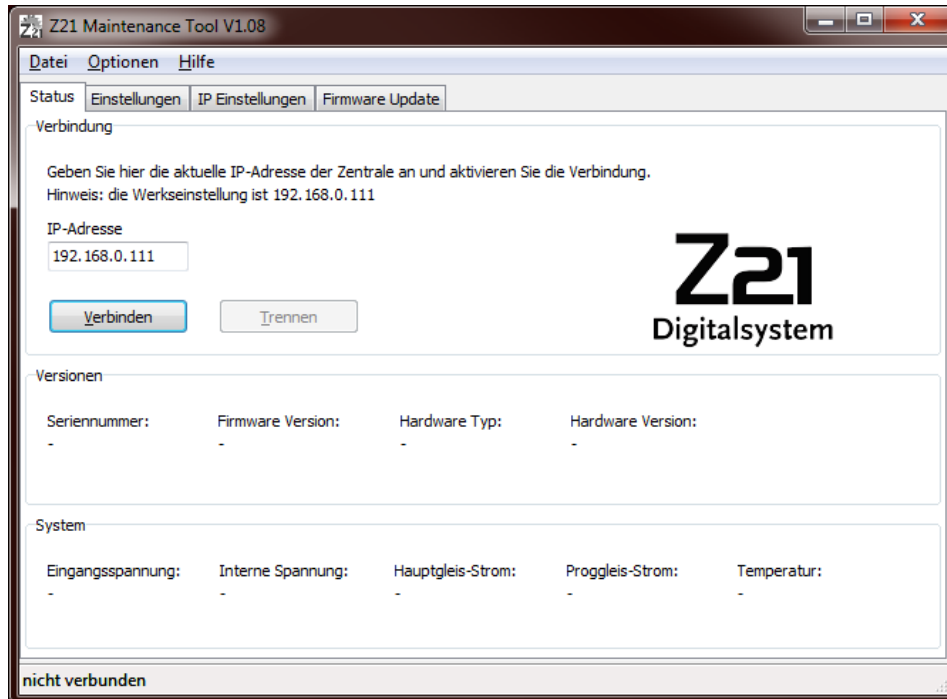 Z21 Maintenance Tool V1.08
Datei Optionen Hilfe
Status Einstellungen IP Einstellungen Firmware Update
Verbindung
Geben Sie hier die aktuelle IP-Adresse der Zentrale an und aktivieren Sie die Verbindung.
Hinweis: die Werkseinstellung ist 192.168.0.111
IP-Adresse
192.168.0.111
Verbinden Trennen
Z21
Digitalsystem
Versionen
Seriennummer: Firmware Version: Hardware Typ: Hardware Version:
- - - -
System
Eingangsspannung: Interne Spannung: Hauptgleis-Strom: Proggleis-Strom: Temperatur:
- - - - -
nicht verbunden